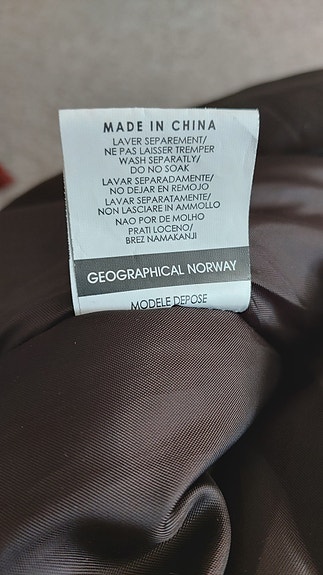 MADE IN CHINA
LAVER SEPAREMENT/
NE PAS LAISSER TREMPER
WASH SEPARATLY/
DO NO SOAK
LAVAR SEPARADAMENTE/
NO DEJAR EN REMOJO
LAVARE SEPARATAMENTE/
NON LASCIARE IN AMMOLLO
NAO POR DE MOLHO
PRATI LOCENO/
BREZ NAMAKANJI
GEOGRAPHICAL NORWAY
MODELE DEPOSE